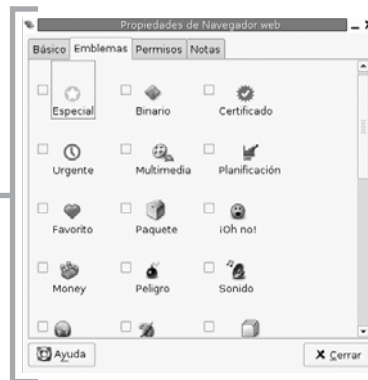 Propiedades de Navegador web
Básico Emblemas Permisos Notas
Especial Binario Certificado
Urgente Multimedia Planificación
Favorito Paquete ¡Oh no!
Money Peligro Sonido
Ayuda Cerrar